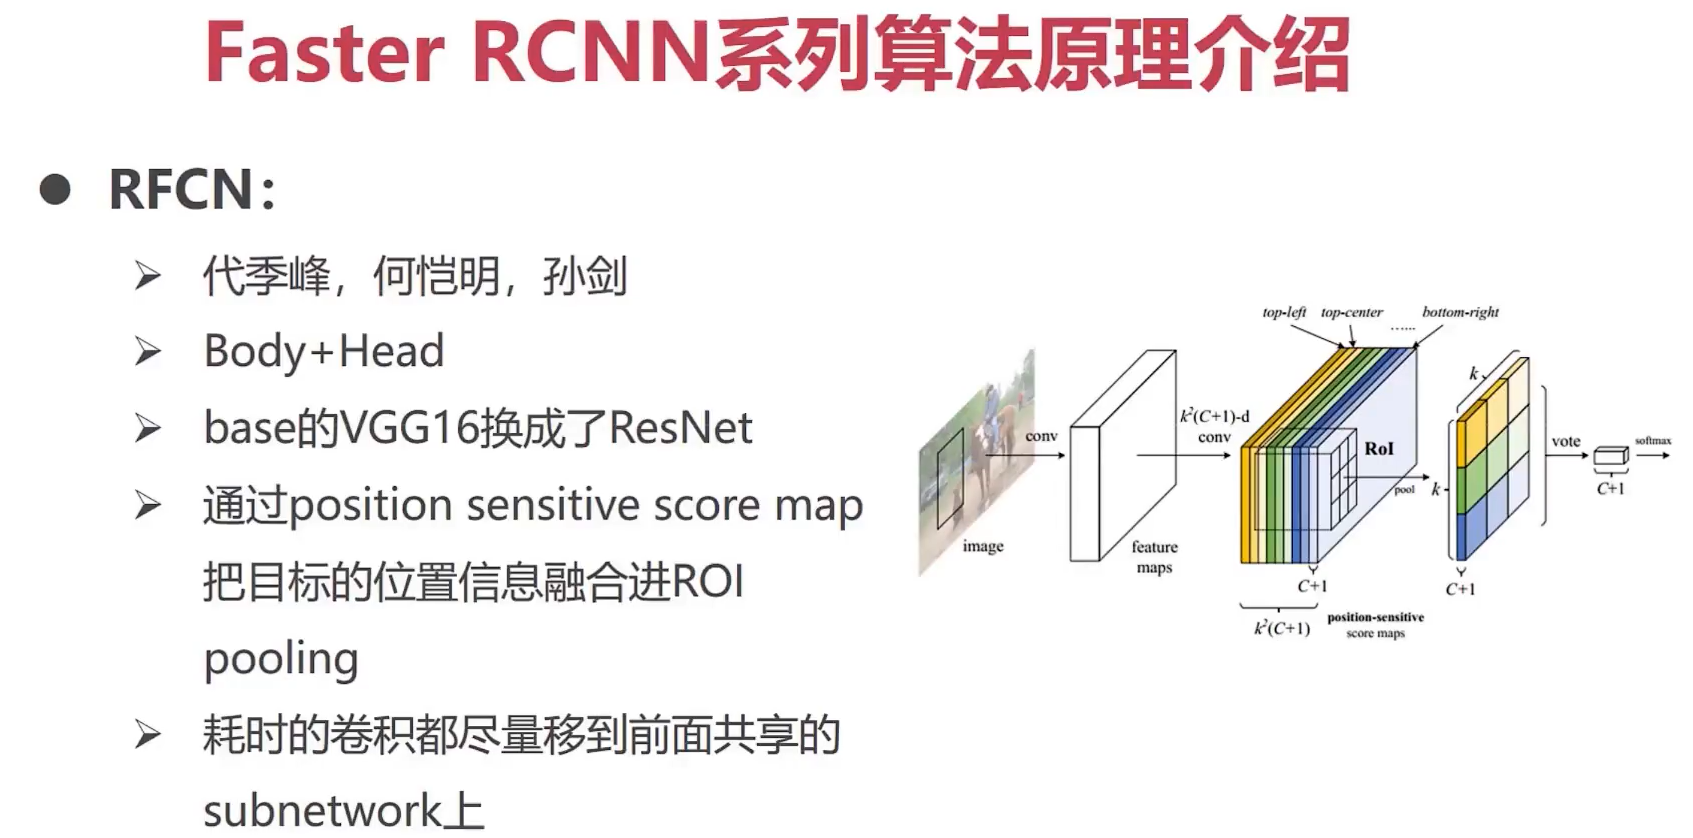 Faster RCNN系列算法原理介绍
● RFCN：
➢ 代季峰，何恺明，孙剑
➢ Body+Head
➢ base的VGG16换成了ResNet
➢ 通过position sensitive score map
把目标的位置信息融合进ROI
pooling
➢ 耗时的卷积都尽量移到前面共享的
subnetwork上
top-left top-center ...... bottom-right
image
conv
feature
maps
k²(C+1)-d
conv
RoI
pool
C+1
k²(C+1)
position-sensitive
score maps
k
k
C+1
vote
C+1
softmax